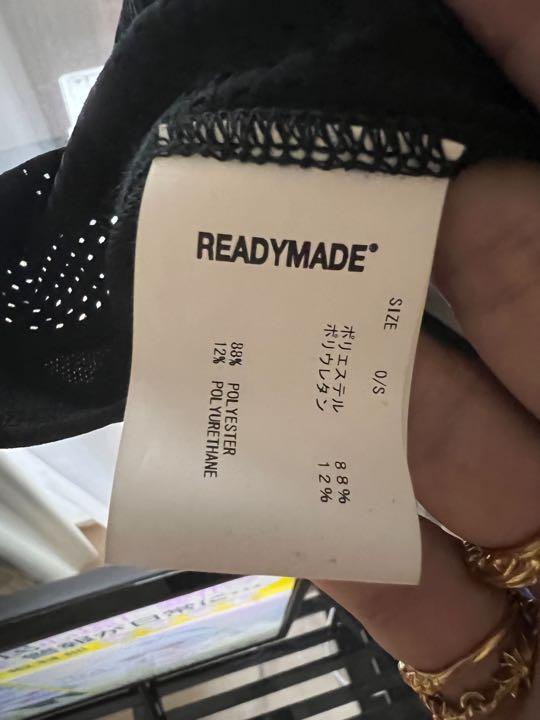 READYMADE®
SIZE O/S
ポリエステル 88%
ポリウレタン 12%
88% POLYESTER
12% POLYURETHANE